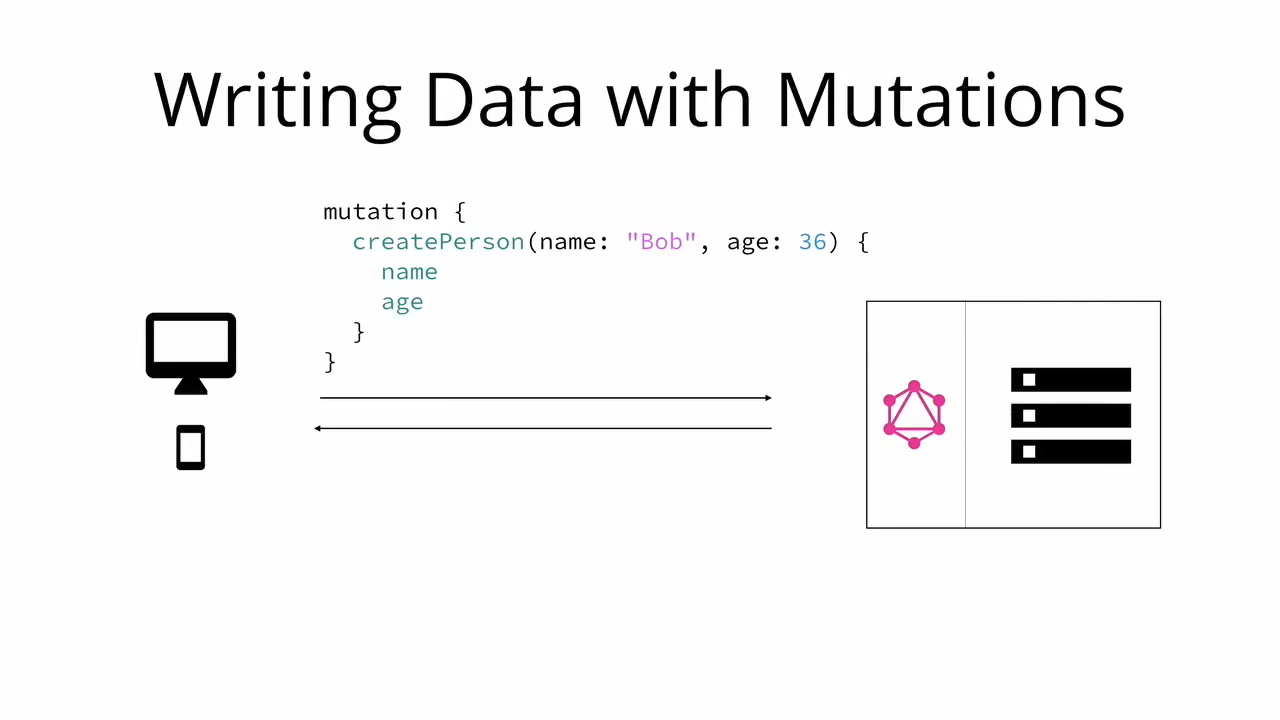 Writing Data with Mutations
mutation {
  createPerson(name: "Bob", age: 36) {
    name
    age
  }
}